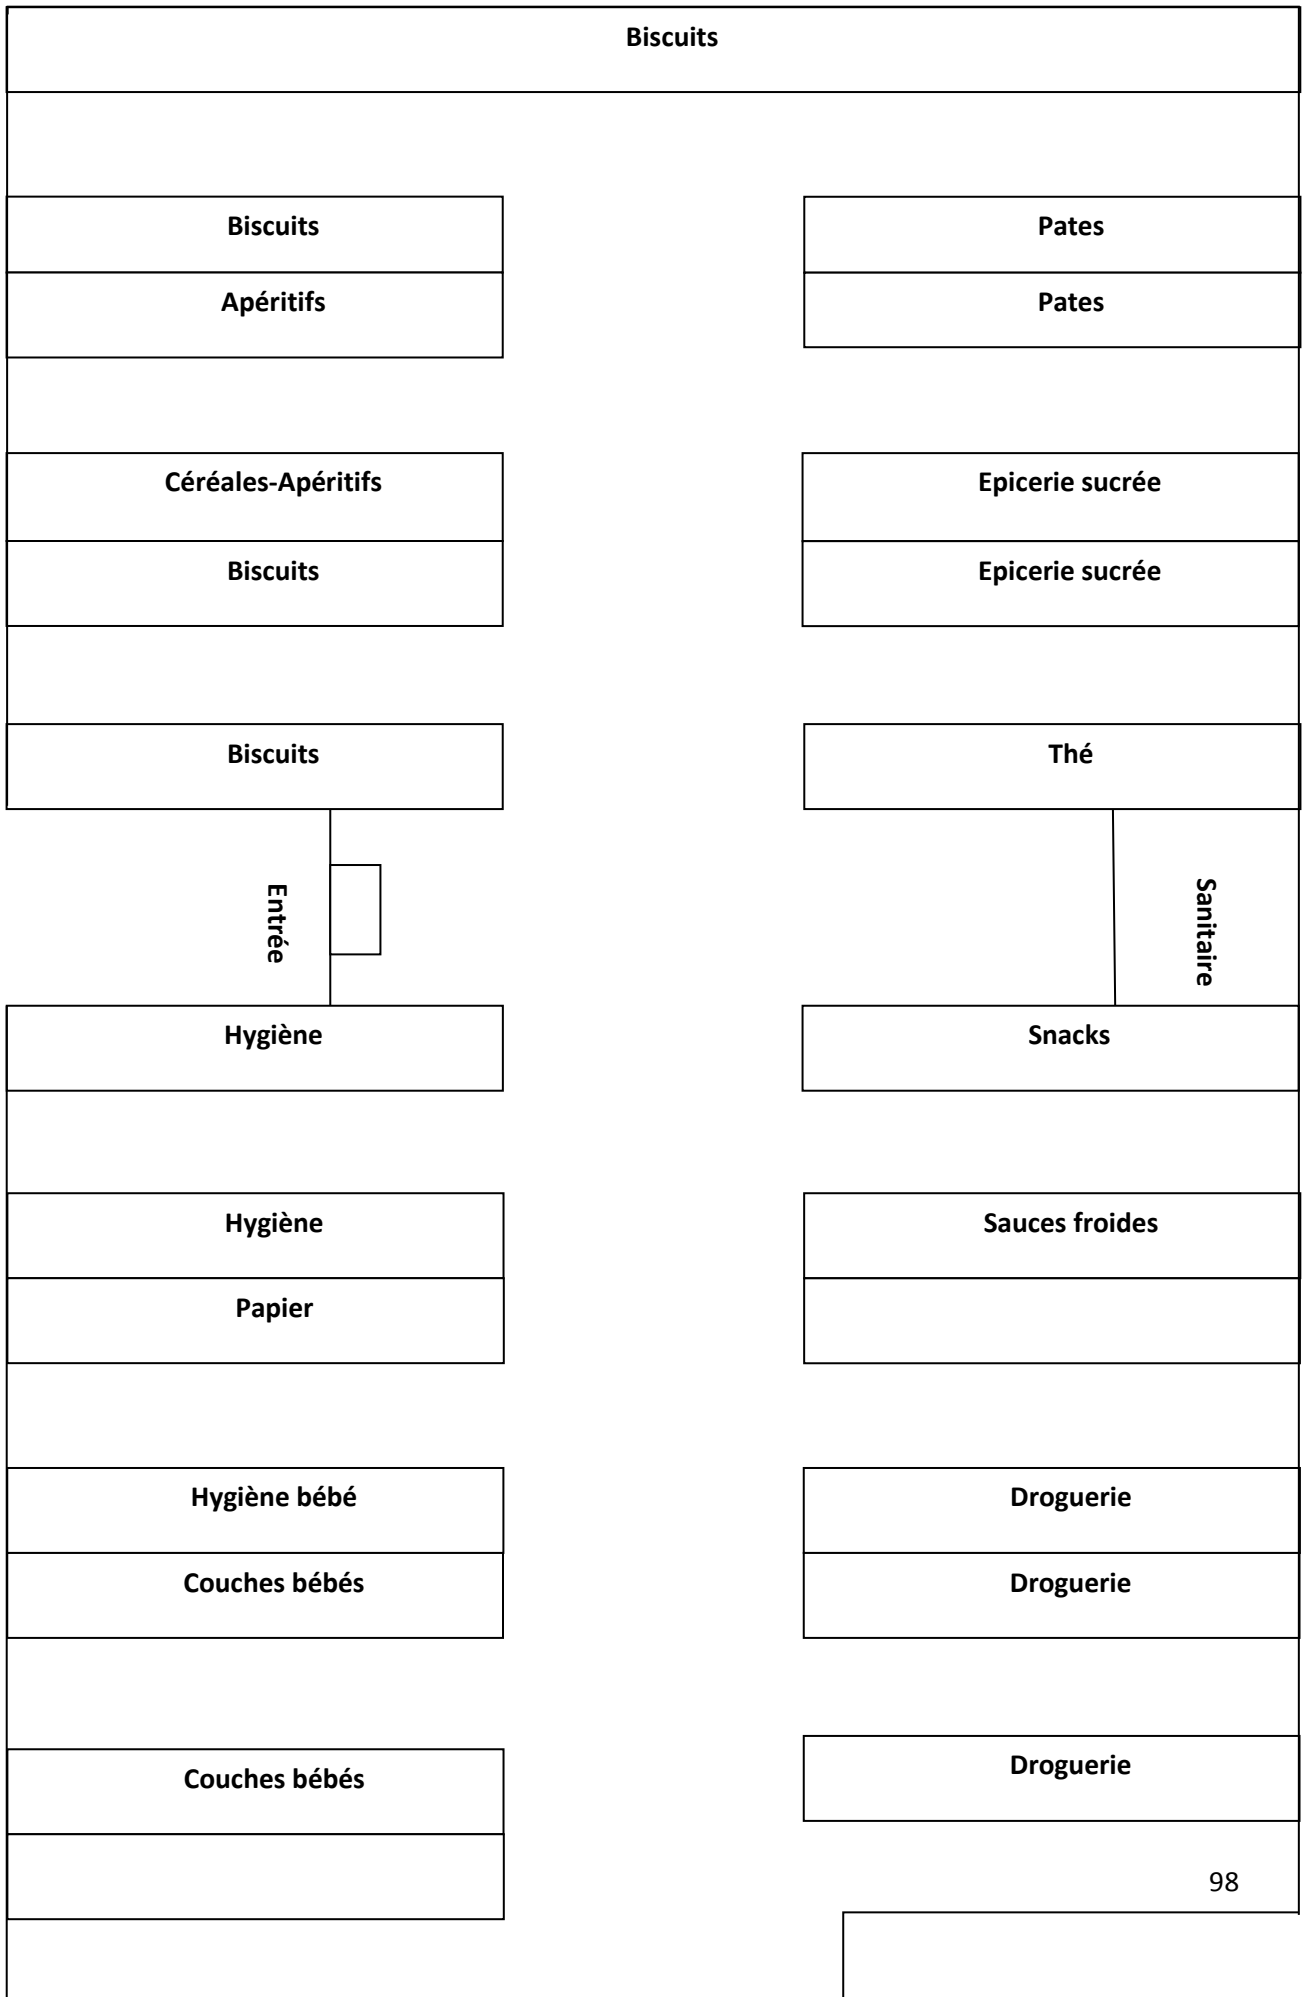 Biscuits
Biscuits
Pates
Apéritifs
Pates
Céréales-Apéritifs
Epicerie sucrée
Biscuits
Epicerie sucrée
Biscuits
Thé
Entrée
Sanitaire
Hygiène
Snacks
Hygiène
Sauces froides
Papier
Hygiène bébé
Droguerie
Couches bébés
Droguerie
Couches bébés
Droguerie
98